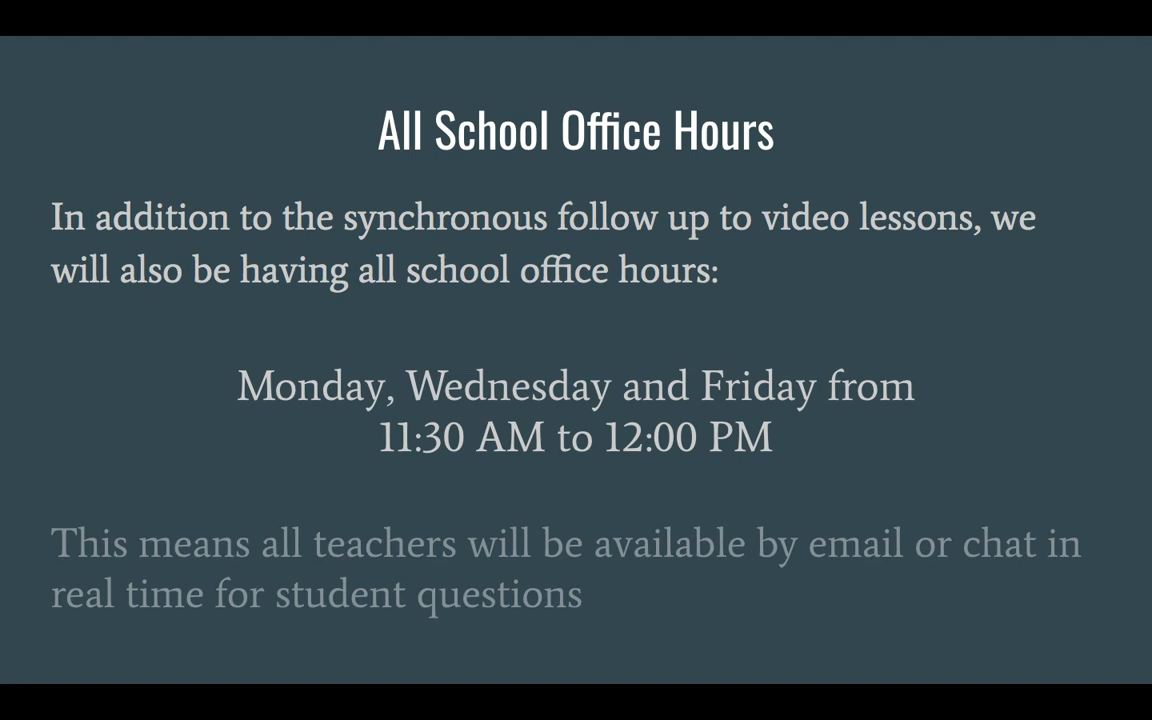 All School Office Hours
In addition to the synchronous follow up to video lessons, we
will also be having all school office hours:
Monday, Wednesday and Friday from
11:30 AM to 12:00 PM
This means all teachers will be available by email or chat in
real time for student questions